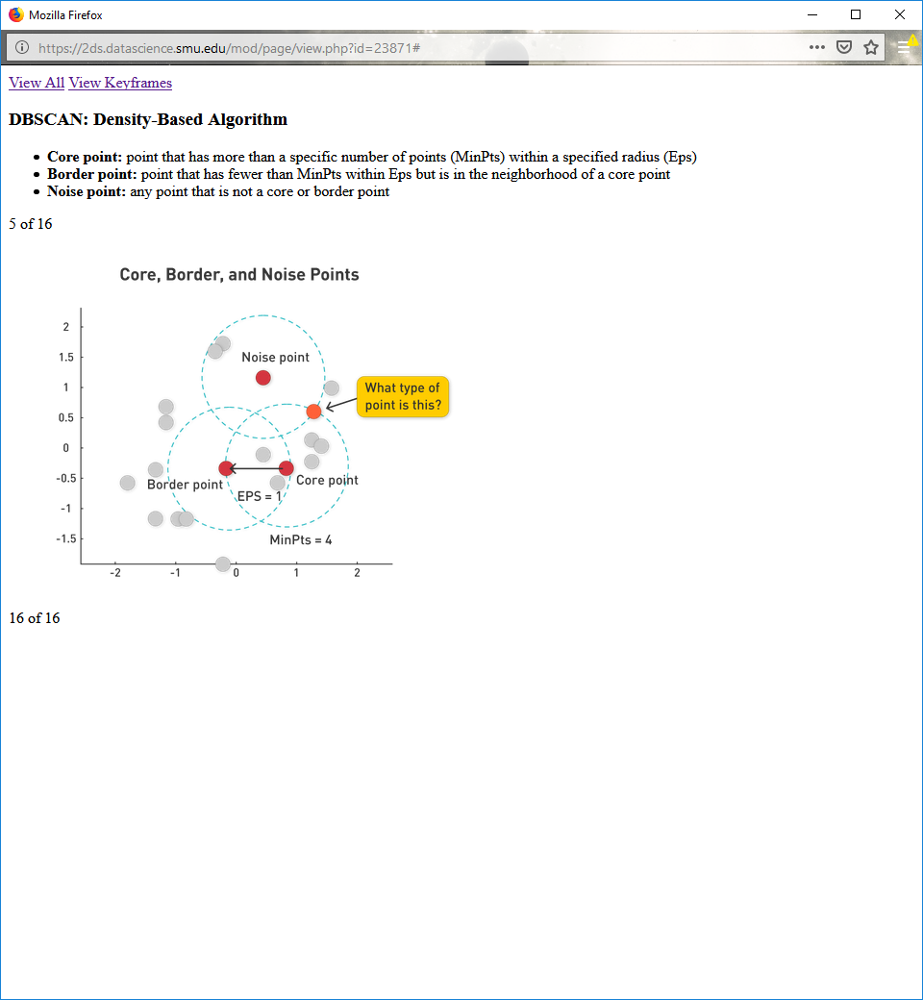 Mozilla Firefox
https://2ds.datascience.smu.edu/mod/page/view.php?id=23871#
View All View Keyframes
DBSCAN: Density-Based Algorithm
Core point: point that has more than a specific number of points (MinPts) within a specified radius (Eps)
Border point: point that has fewer than MinPts within Eps but is in the neighborhood of a core point
Noise point: any point that is not a core or border point
5 of 16
Core, Border, and Noise Points
2
1.5
1
0.5
0
-0.5
-1
-1.5
Noise point
What type of
point is this?
Border point
Core point
EPS = 1
MinPts = 4
-2 -1 0 1 2
16 of 16